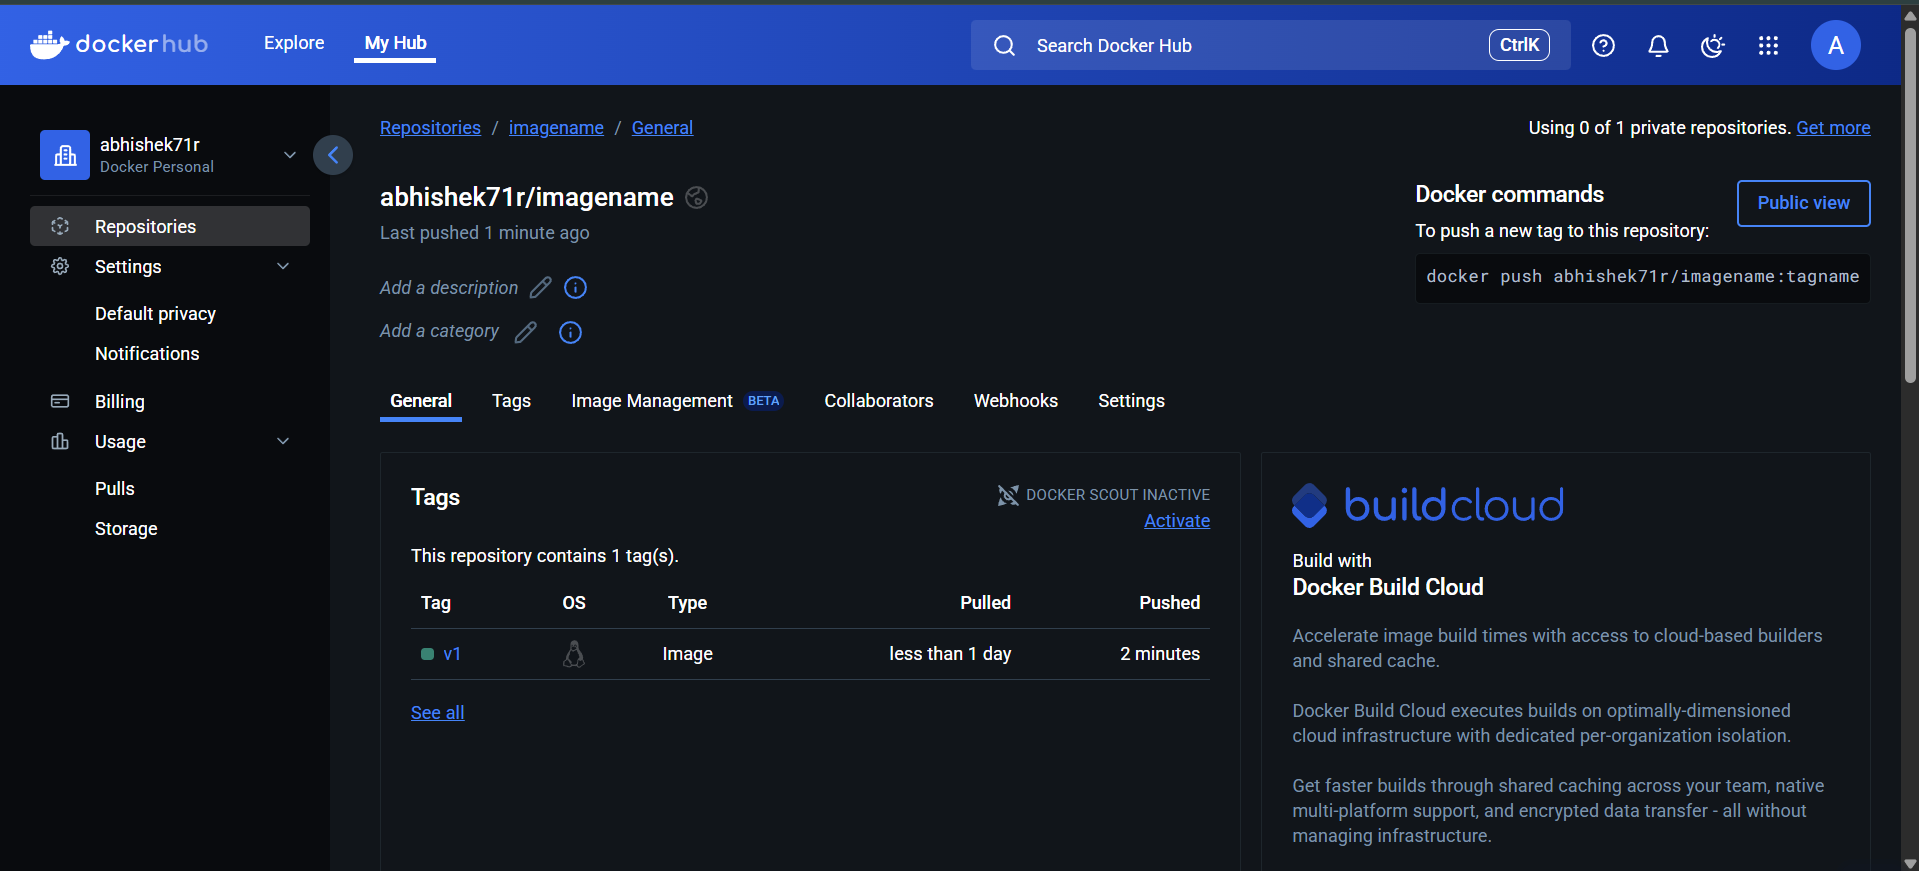 dockerhub
Explore
My Hub
Search Docker Hub
CtrlK
A
abhishek71r
Docker Personal
Repositories
Settings
Default privacy
Notifications
Billing
Usage
Pulls
Storage
Repositories / imagename / General
Using 0 of 1 private repositories. Get more
abhishek71r/imagename
Last pushed 1 minute ago
Add a description
Add a category
Docker commands
Public view
To push a new tag to this repository:
docker push abhishek71r/imagename:tagname
General
Tags
Image Management BETA
Collaborators
Webhooks
Settings
Tags
DOCKER SCOUT INACTIVE
Activate
This repository contains 1 tag(s).
Tag OS Type Pulled Pushed
v1 Image less than 1 day 2 minutes
See all
buildcloud
Build with
Docker Build Cloud
Accelerate image build times with access to cloud-based builders
and shared cache.
Docker Build Cloud executes builds on optimally-dimensioned
cloud infrastructure with dedicated per-organization isolation.
Get faster builds through shared caching across your team, native
multi-platform support, and encrypted data transfer - all without
managing infrastructure.